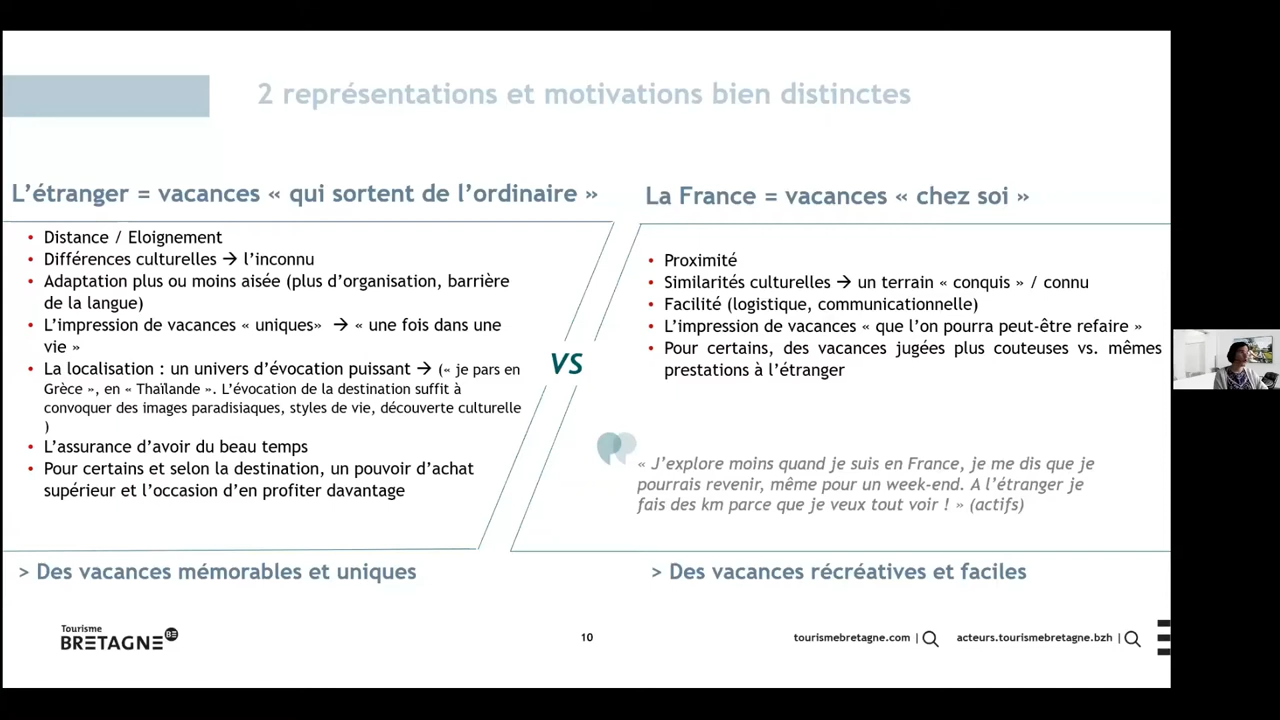 2 représentations et motivations bien distinctes
L’étranger = vacances « qui sortent de l’ordinaire »
• Distance / Eloignement
• Différences culturelles → l’inconnu
• Adaptation plus ou moins aisée (plus d’organisation, barrière
de la langue)
• L’impression de vacances « uniques» → « une fois dans une
vie »
• La localisation : un univers d’évocation puissant → (« je pars en
Grèce », en « Thaïlande ». L’évocation de la destination suffit à
convoquer des images paradisiaques, styles de vie, découverte culturelle
)
• L’assurance d’avoir du beau temps
• Pour certains et selon la destination, un pouvoir d’achat
supérieur et l’occasion d’en profiter davantage
> Des vacances mémorables et uniques
VS
La France = vacances « chez soi »
• Proximité
• Similarités culturelles → un terrain « conquis » / connu
• Facilité (logistique, communicationnelle)
• L’impression de vacances « que l’on pourra peut-être refaire »
• Pour certains, des vacances jugées plus couteuses vs. mêmes
prestations à l’étranger
« J’explore moins quand je suis en France, je me dis que je
pourrais revenir, même pour un week-end. A l’étranger je
fais des km parce que je veux tout voir ! » (actifs)
> Des vacances récréatives et faciles
Tourisme
BRETAGNE BE
10
tourismebretagne.com |
acteurs.tourismebretagne.bzh |